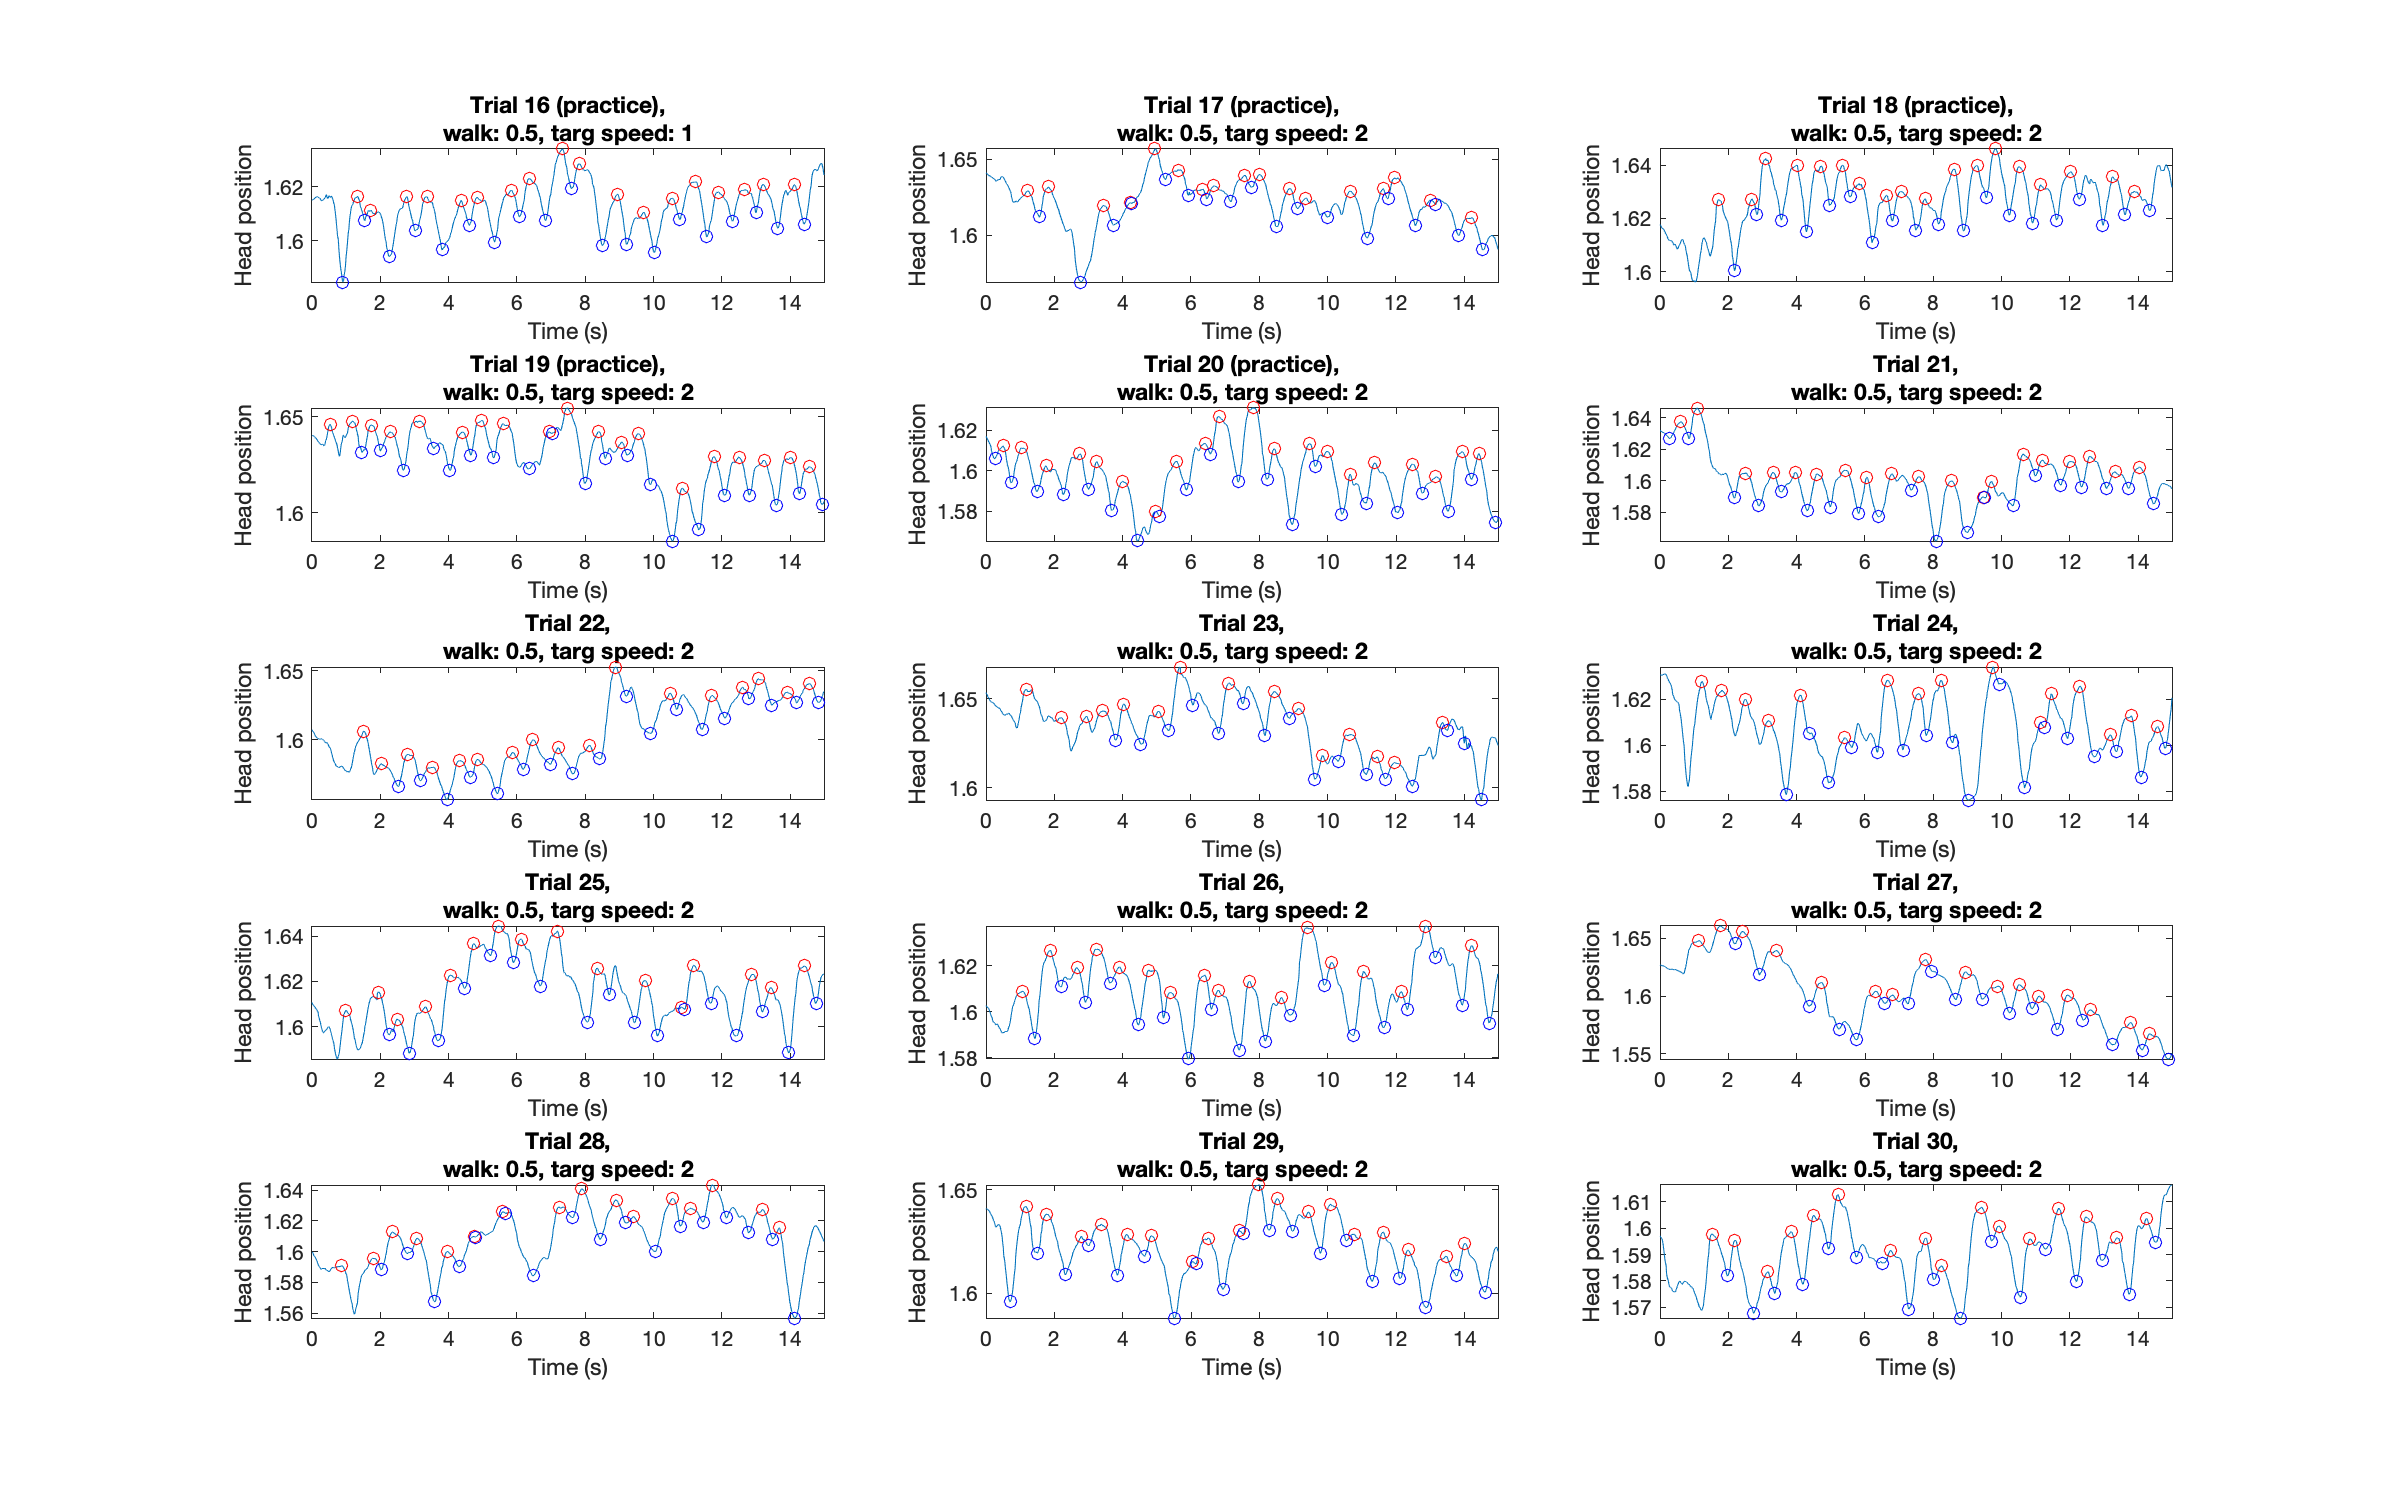 Trial 16 (practice),
walk: 0.5, targ speed: 1
Head position
1.62
1.6
0 2 4 6 8 10 12 14
Time (s)
Trial 17 (practice),
walk: 0.5, targ speed: 2
Head position
1.65
1.6
0 2 4 6 8 10 12 14
Time (s)
Trial 18 (practice),
walk: 0.5, targ speed: 2
Head position
1.64
1.62
1.6
0 2 4 6 8 10 12 14
Time (s)
Trial 19 (practice),
walk: 0.5, targ speed: 2
Head position
1.65
1.6
0 2 4 6 8 10 12 14
Time (s)
Trial 20 (practice),
walk: 0.5, targ speed: 2
Head position
1.62
1.6
1.58
0 2 4 6 8 10 12 14
Time (s)
Trial 21,
walk: 0.5, targ speed: 2
Head position
1.64
1.62
1.6
1.58
0 2 4 6 8 10 12 14
Time (s)
Trial 22,
walk: 0.5, targ speed: 2
Head position
1.65
1.6
0 2 4 6 8 10 12 14
Time (s)
Trial 23,
walk: 0.5, targ speed: 2
Head position
1.65
1.6
0 2 4 6 8 10 12 14
Time (s)
Trial 24,
walk: 0.5, targ speed: 2
Head position
1.62
1.6
1.58
0 2 4 6 8 10 12 14
Time (s)
Trial 25,
walk: 0.5, targ speed: 2
Head position
1.64
1.62
1.6
0 2 4 6 8 10 12 14
Time (s)
Trial 26,
walk: 0.5, targ speed: 2
Head position
1.62
1.6
1.58
0 2 4 6 8 10 12 14
Time (s)
Trial 27,
walk: 0.5, targ speed: 2
Head position
1.65
1.6
1.55
0 2 4 6 8 10 12 14
Time (s)
Trial 28,
walk: 0.5, targ speed: 2
Head position
1.64
1.62
1.6
1.58
1.56
0 2 4 6 8 10 12 14
Time (s)
Trial 29,
walk: 0.5, targ speed: 2
Head position
1.65
1.6
0 2 4 6 8 10 12 14
Time (s)
Trial 30,
walk: 0.5, targ speed: 2
Head position
1.61
1.6
1.59
1.58
1.57
0 2 4 6 8 10 12 14
Time (s)